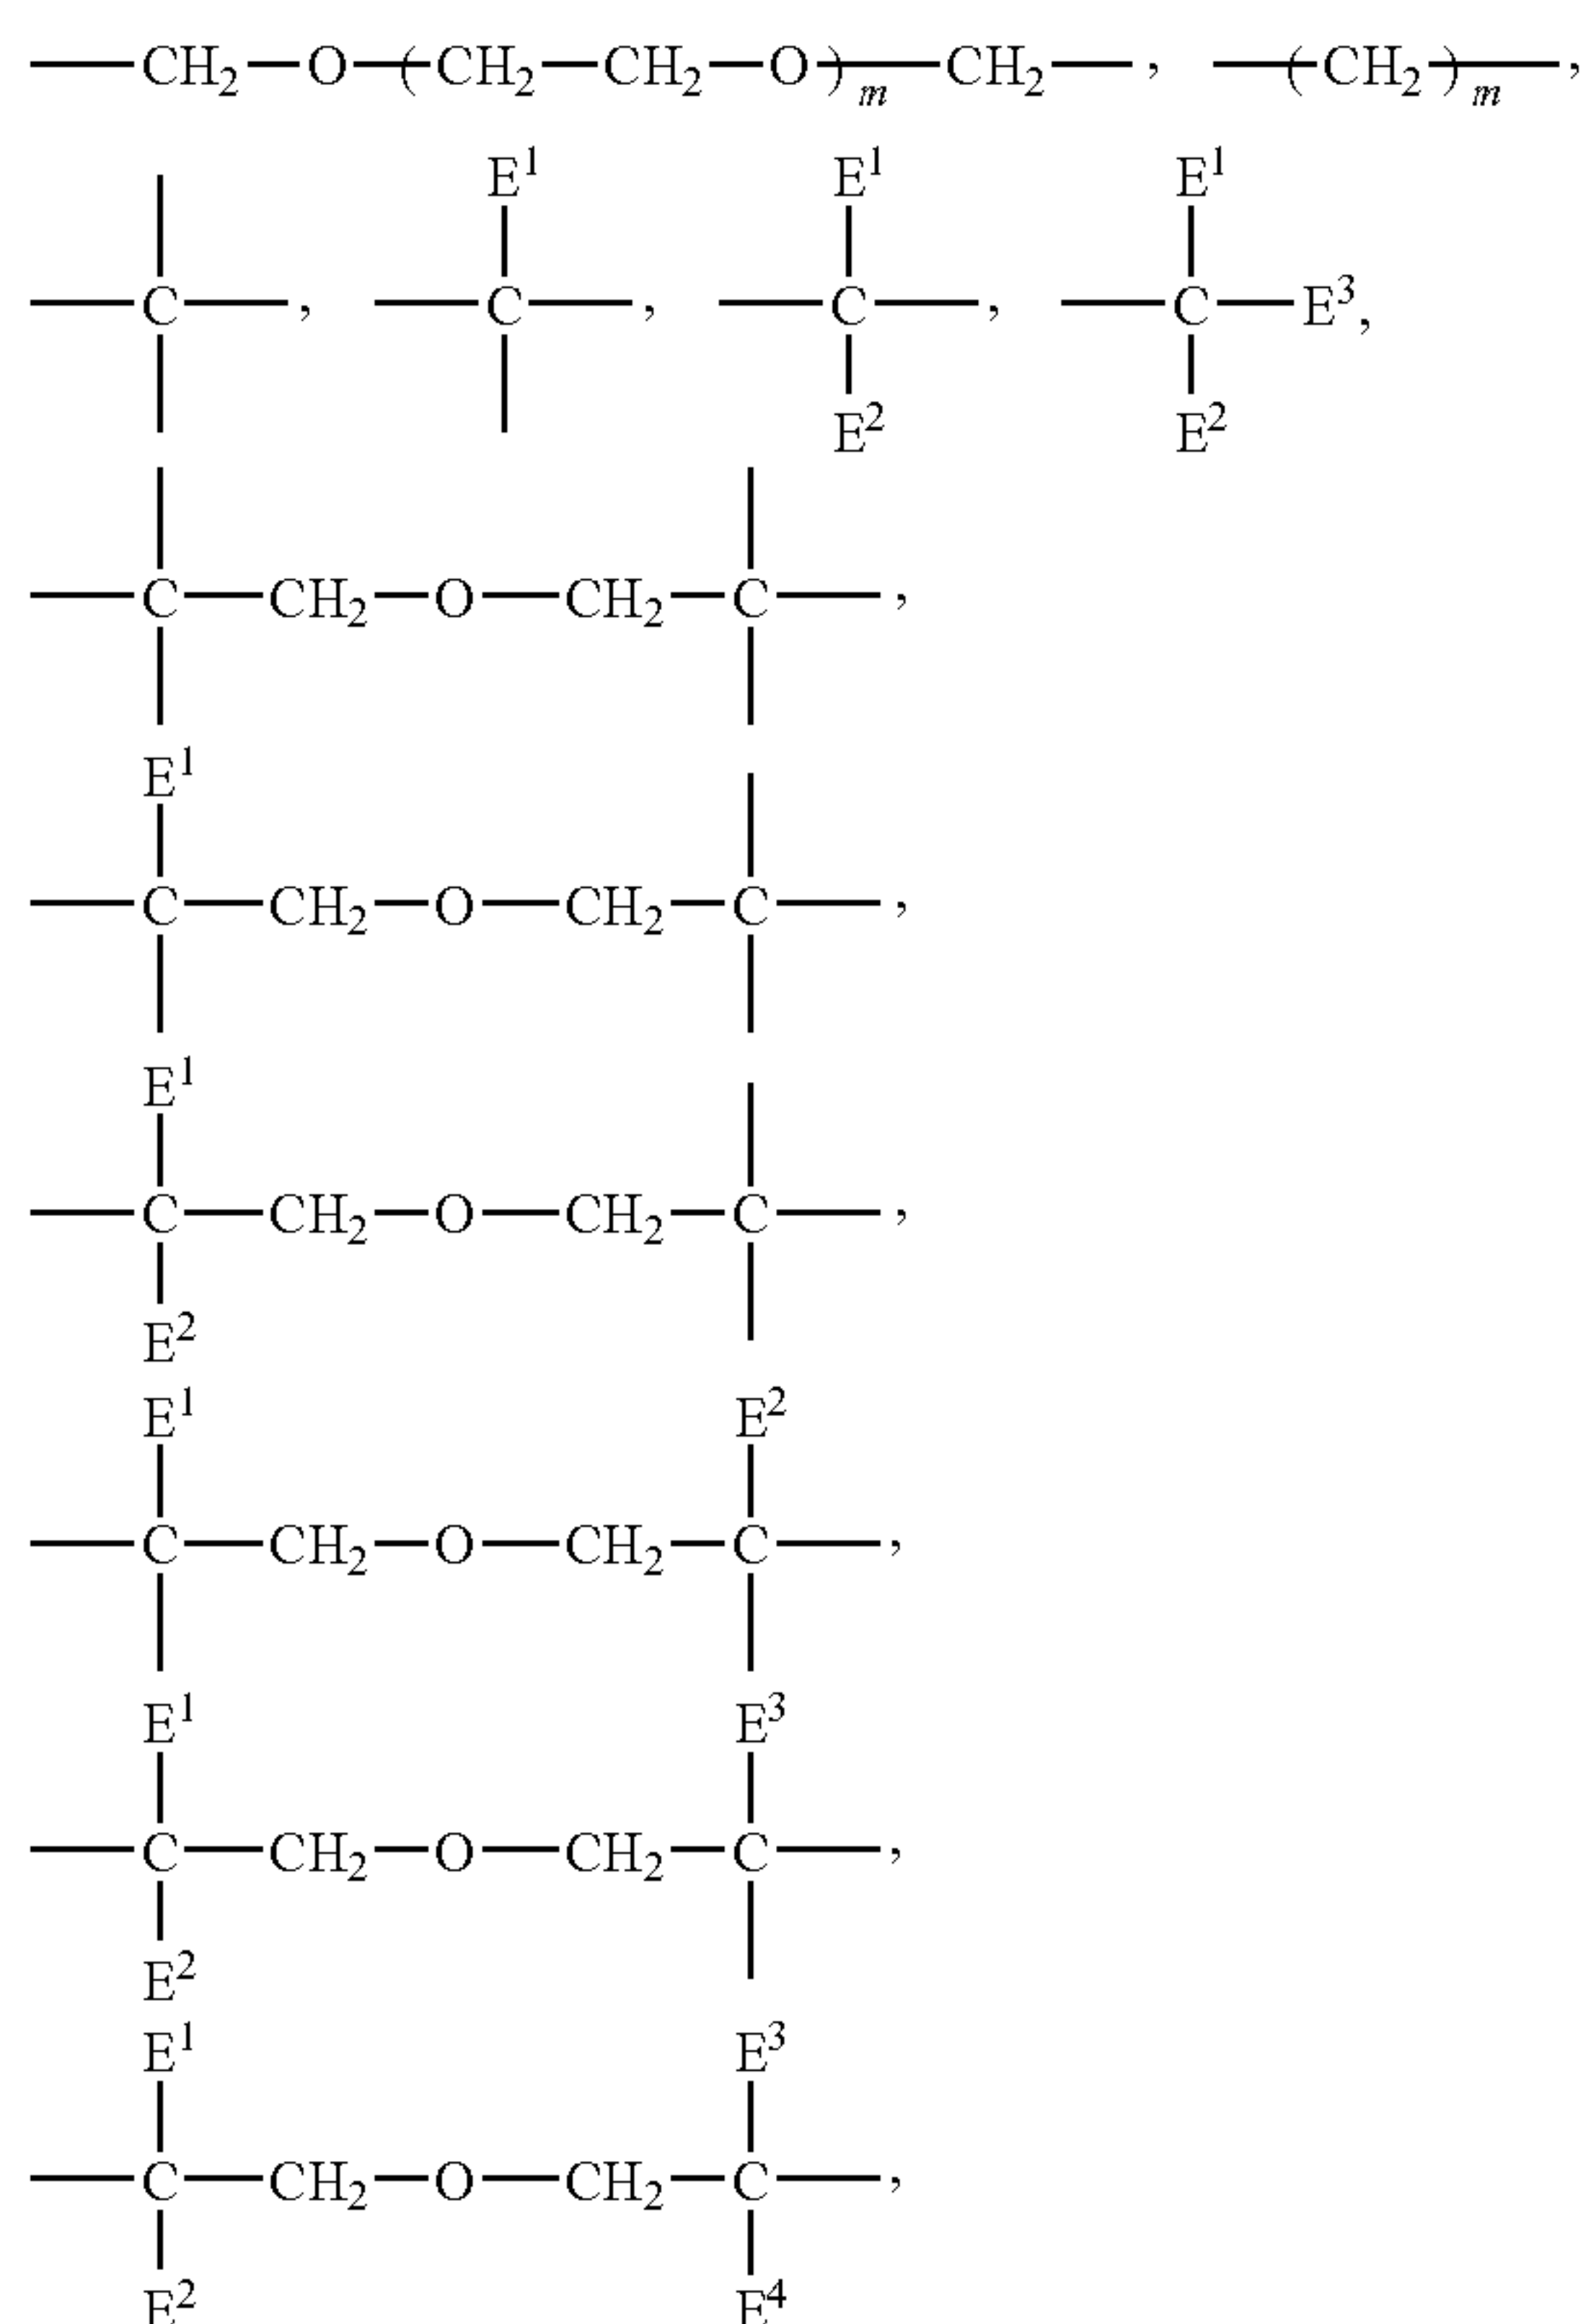 —CH₂—O—(CH₂—CH₂—O)ₘ—CH₂—, —(CH₂)ₘ—,
E¹ E¹ E¹
—C—, —C—, —C—, —C—E³,
E² E²
—C—CH₂—O—CH₂—C—,
E¹
—C—CH₂—O—CH₂—C—,
E¹
—C—CH₂—O—CH₂—C—,
E²
E¹ E²
—C—CH₂—O—CH₂—C—,
E¹ E³
—C—CH₂—O—CH₂—C—,
E²
E¹ E³
—C—CH₂—O—CH₂—C—,
E² E⁴